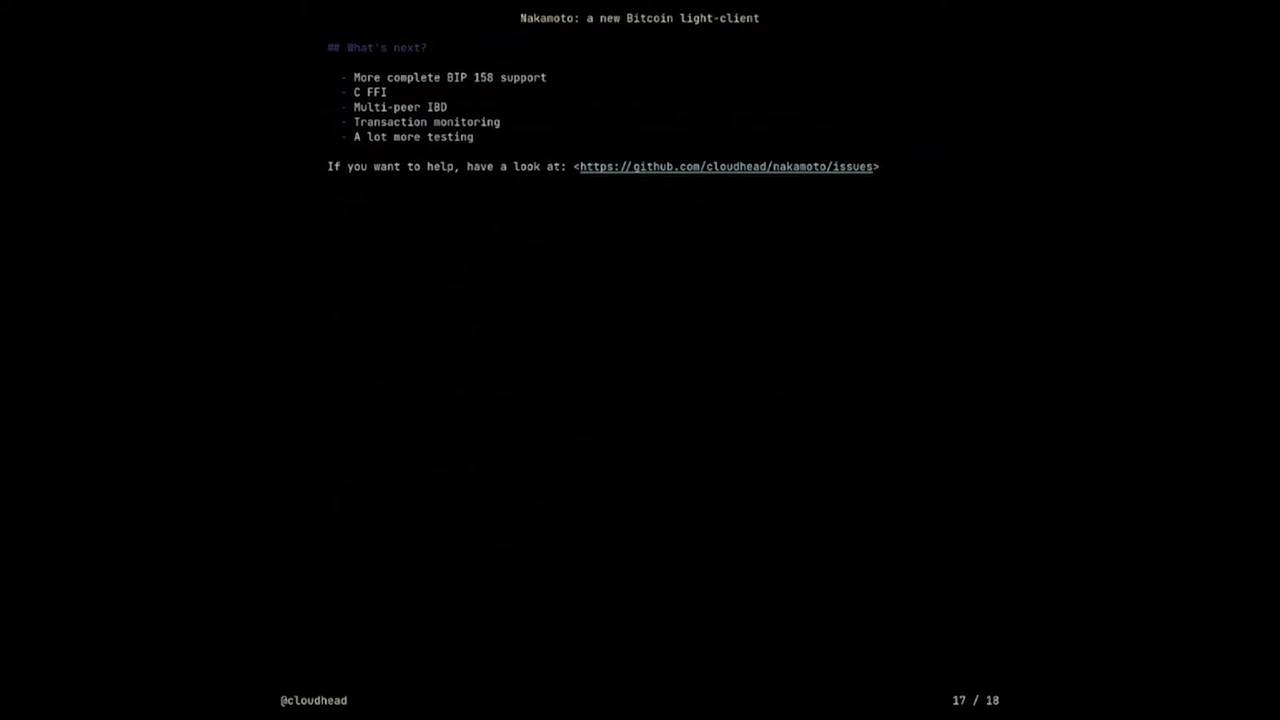 Nakamoto: a new Bitcoin light-client
## What's next?
- More complete BIP 158 support
- C FFI
- Multi-peer IBD
- Transaction monitoring
- A lot more testing
If you want to help, have a look at: <https://github.com/cloudhead/nakamoto/issues>
@cloudhead
17 / 18